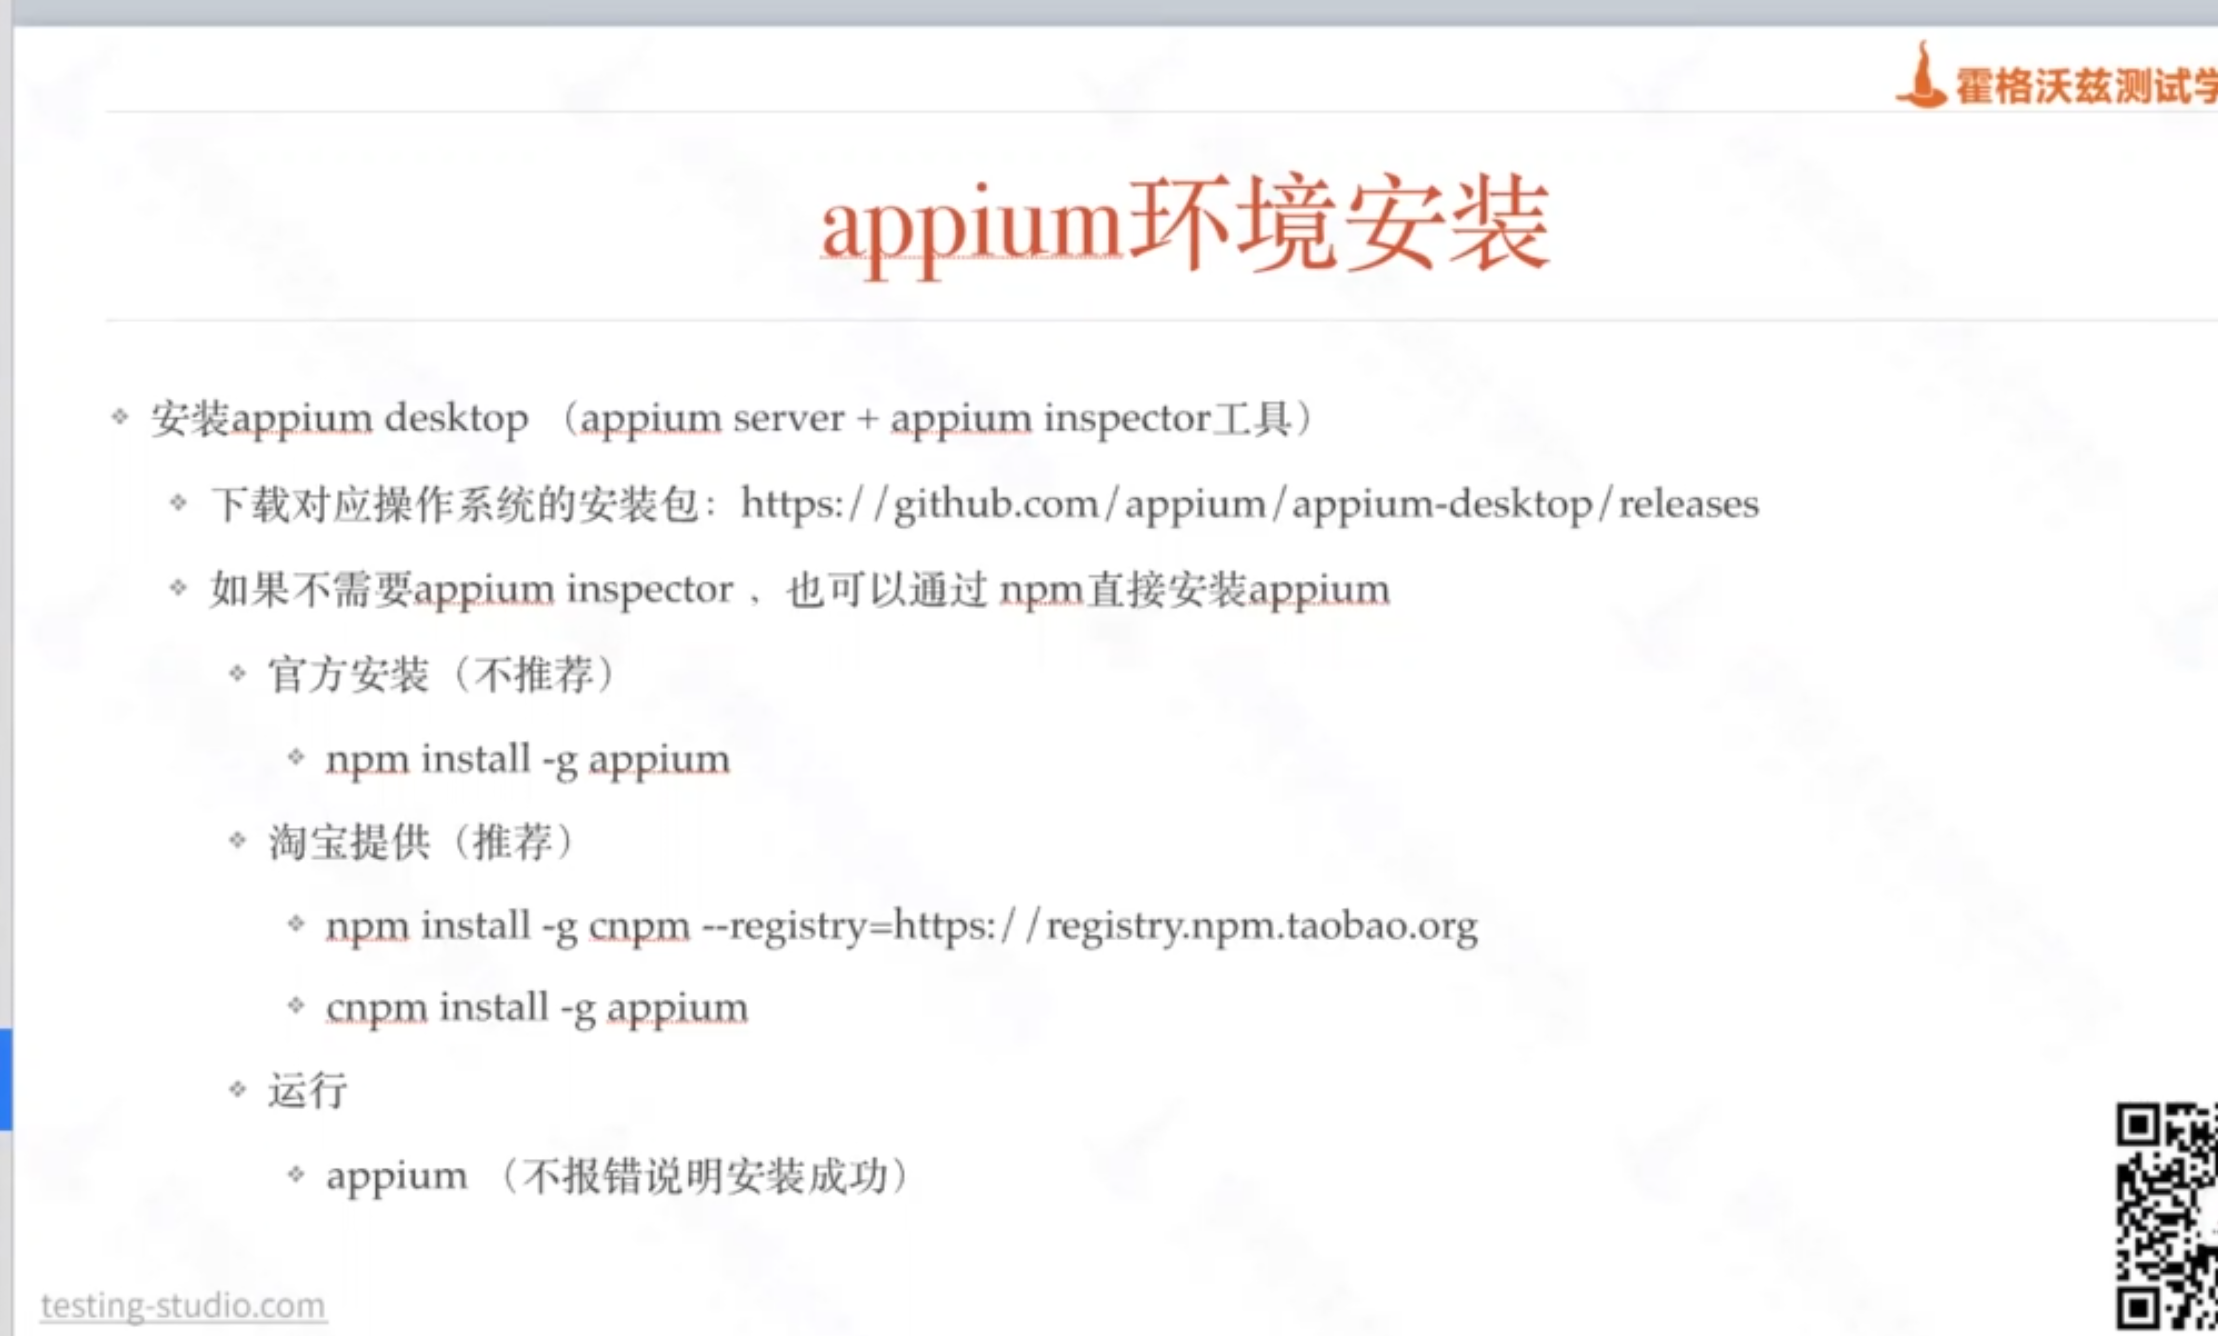 霍格沃兹测试学
appium环境安装
安装appium desktop （appium server + appium inspector工具）
下载对应操作系统的安装包：https://github.com/appium/appium-desktop/releases
如果不需要appium inspector ，也可以通过 npm直接安装appium
官方安装（不推荐）
npm install -g appium
淘宝提供（推荐）
npm install -g cnpm --registry=https://registry.npm.taobao.org
cnpm install -g appium
运行
appium （不报错说明安装成功）
testing-studio.com